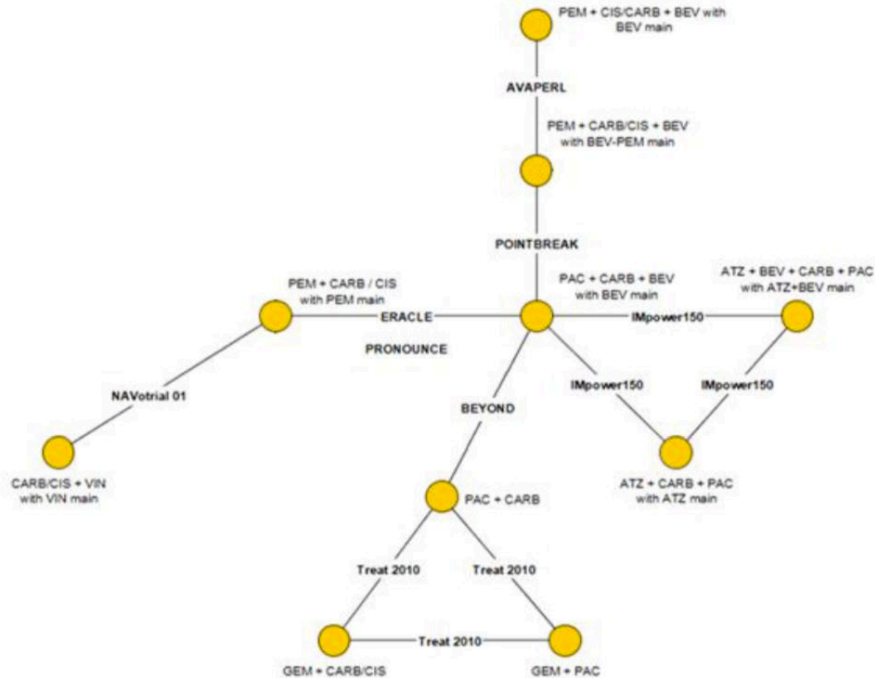 PEM + CIS/CARB + BEV with
BEV main
AVAPERL
PEM + CARB/CIS + BEV
with BEV-PEM main
POINTBREAK
PEM + CARB / CIS
with PEM main
PAC + CARB + BEV
with BEV main
ATZ + BEV + CARB + PAC
with ATZ+BEV main
ERACLE
IMpower150
PRONOUNCE
NAVotrial 01
IMpower150
IMpower150
BEYOND
CARB/CIS + VIN
with VIN main
ATZ + CARB + PAC
with ATZ main
PAC + CARB
Treat 2010
Treat 2010
Treat 2010
GEM + CARB/CIS
GEM + PAC